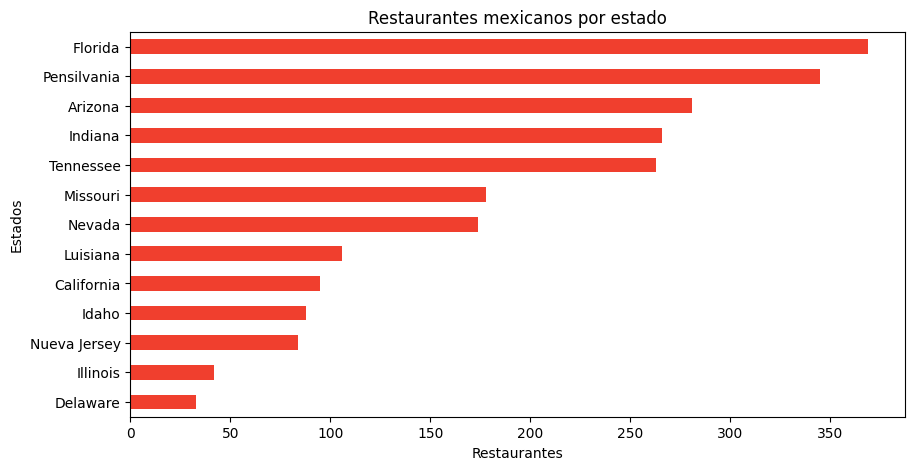 Restaurantes mexicanos por estado
Florida
Pensilvania
Arizona
Indiana
Tennessee
Missouri
Nevada
Luisiana
California
Idaho
Nueva Jersey
Illinois
Delaware
Estados
0 50 100 150 200 250 300 350
Restaurantes